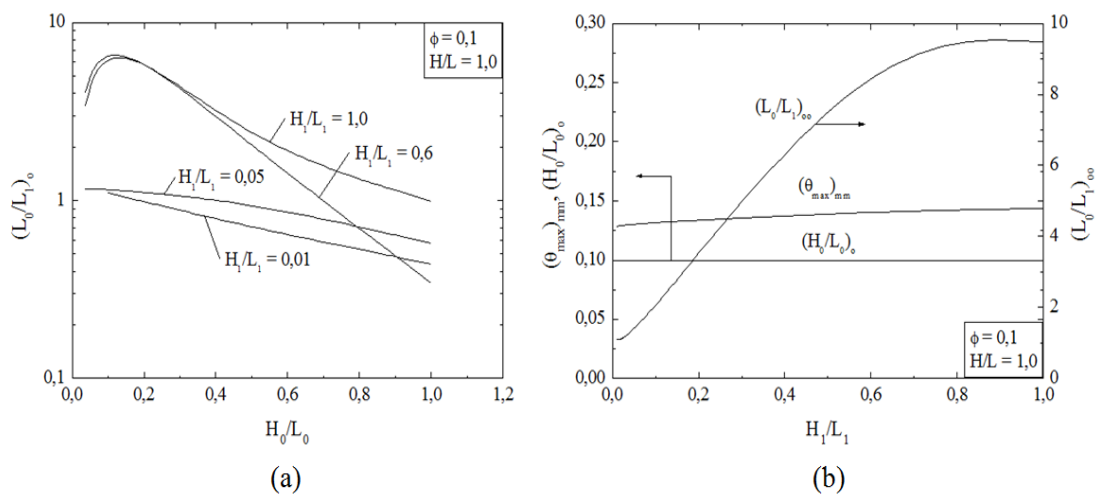 10
1
0,1
(L₀/L₁)ₒ
0,0 0,2 0,4 0,6 0,8 1,0 1,2
H₀/L₀
ϕ = 0,1
H/L = 1,0
H₁/L₁ = 1,0
H₁/L₁ = 0,6
H₁/L₁ = 0,05
H₁/L₁ = 0,01
(a)
0,30
0,25
0,20
0,15
0,10
0,05
0,00
(θmax)mm, (H₀/L₀)ₒ
0,0 0,2 0,4 0,6 0,8 1,0
H₁/L₁
10
8
6
4
2
0
(L₀/L₁)ₒₒ
(L₀/L₁)ₒₒ
(θmax)mm
(H₀/L₀)ₒ
ϕ = 0,1
H/L = 1,0
(b)